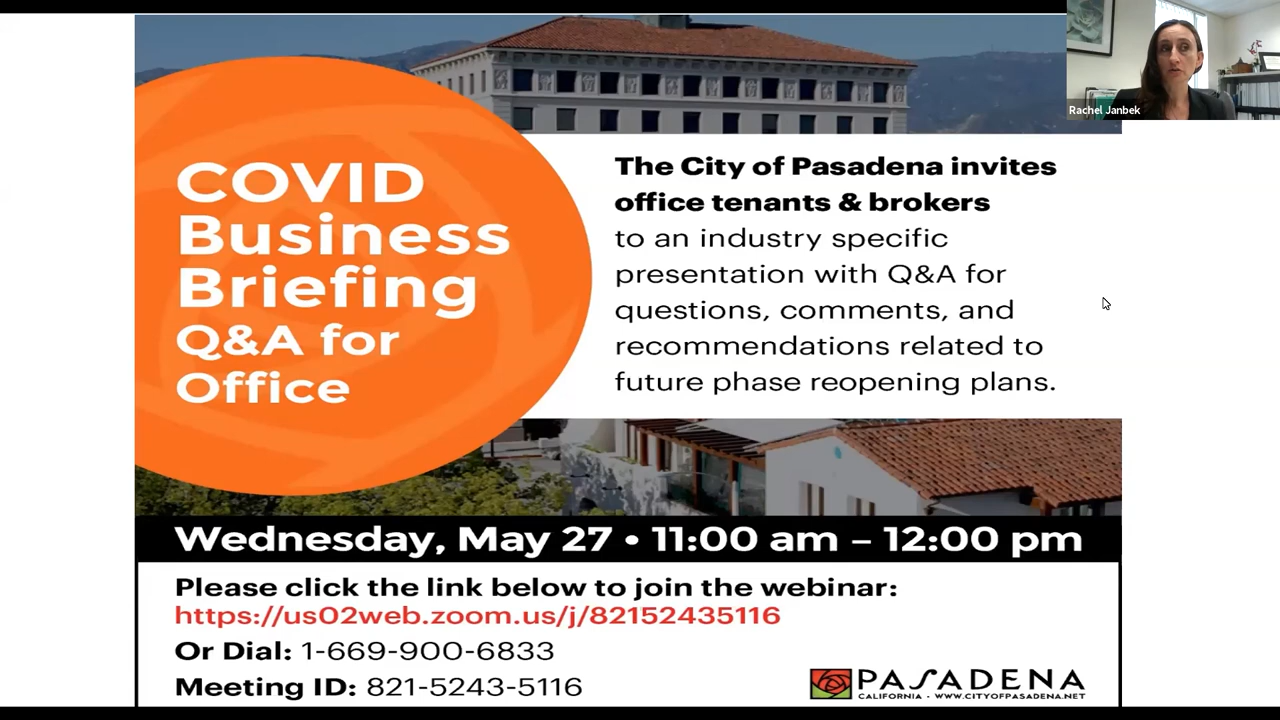 Rachel Janbek
COVID
Business
Briefing
Q&A for
Office
The City of Pasadena invites
office tenants & brokers
to an industry specific
presentation with Q&A for
questions, comments, and
recommendations related to
future phase reopening plans.
Wednesday, May 27 • 11:00 am – 12:00 pm
Please click the link below to join the webinar:
https://us02web.zoom.us/j/82152435116
Or Dial: 1-669-900-6833
Meeting ID: 821-5243-5116
PASADENA
CALIFORNIA - WWW.CITYOFPASADENA.NET